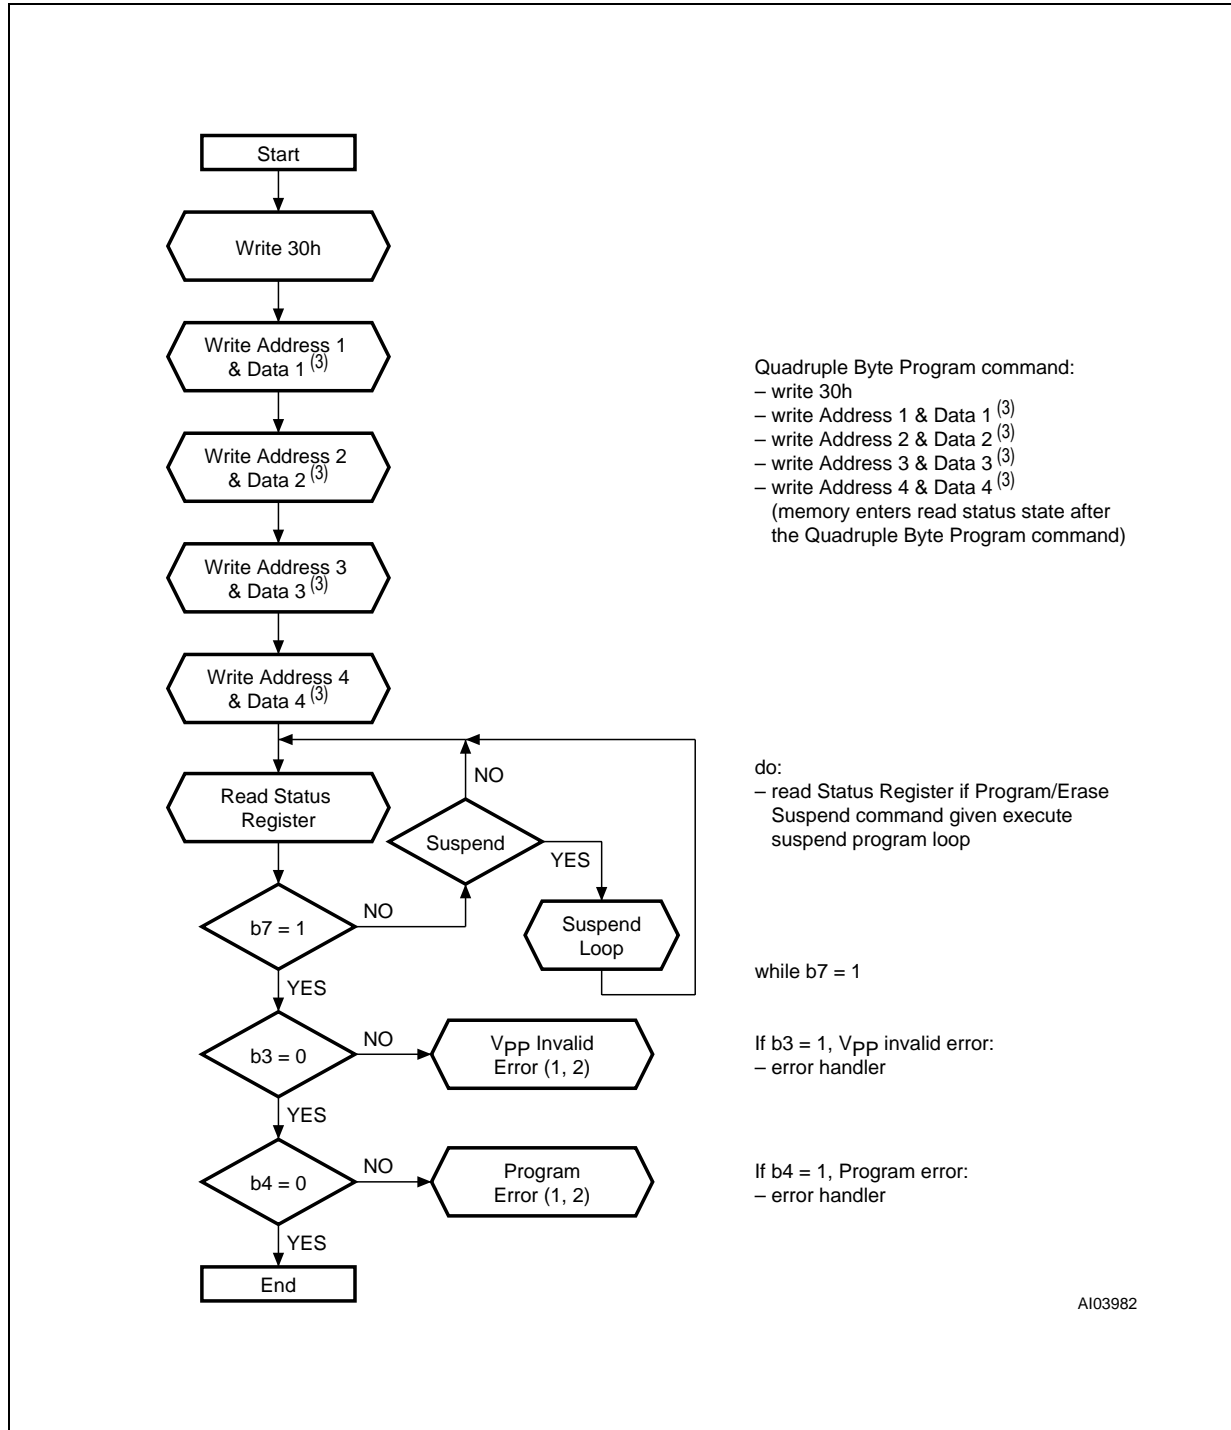 Start
Write 30h
Write Address 1
& Data 1 (3)
Write Address 2
& Data 2 (3)
Write Address 3
& Data 3 (3)
Write Address 4
& Data 4 (3)
Quadruple Byte Program command:
– write 30h
– write Address 1 & Data 1 (3)
– write Address 2 & Data 2 (3)
– write Address 3 & Data 3 (3)
– write Address 4 & Data 4 (3)
(memory enters read status state after
the Quadruple Byte Program command)
NO
Read Status
Register
Suspend
YES
do:
– read Status Register if Program/Erase
Suspend command given execute
suspend program loop
b7 = 1
NO
Suspend
Loop
YES
while b7 = 1
b3 = 0
NO
VPP Invalid
Error (1, 2)
If b3 = 1, VPP invalid error:
– error handler
YES
b4 = 0
NO
Program
Error (1, 2)
If b4 = 1, Program error:
– error handler
YES
End
AI03982